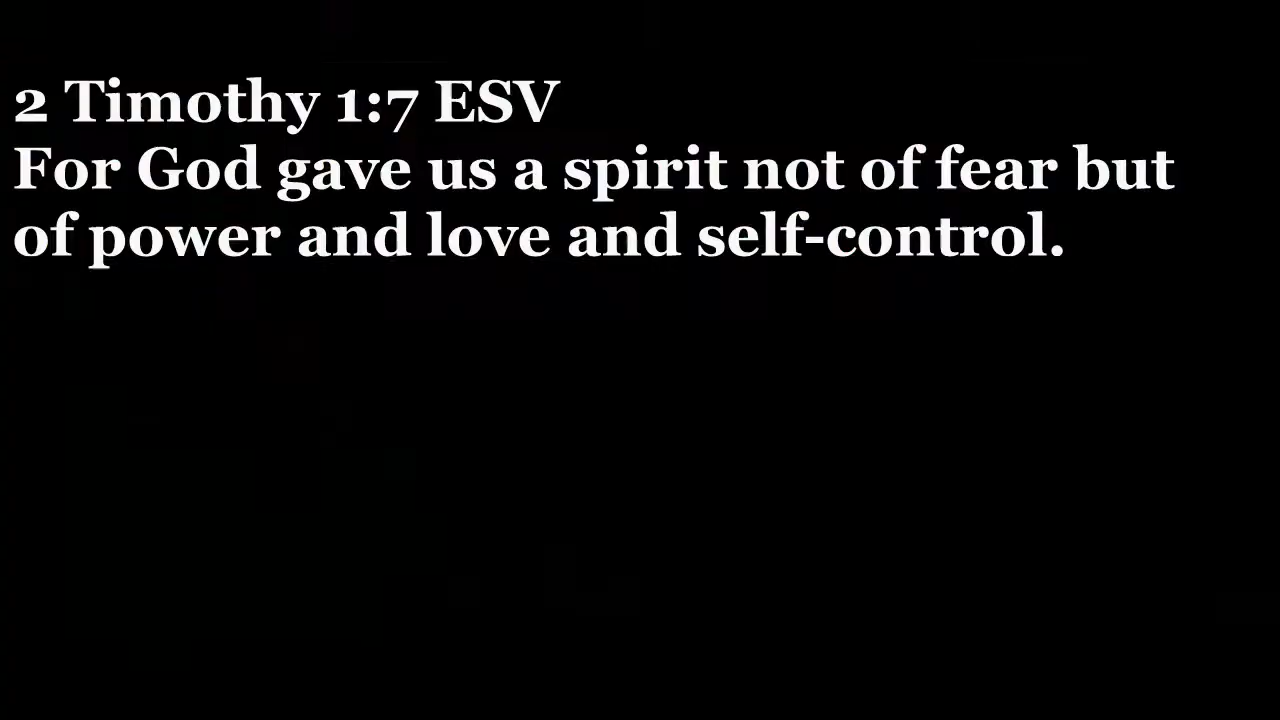 2 Timothy 1:7 ESV
For God gave us a spirit not of fear but
of power and love and self-control.